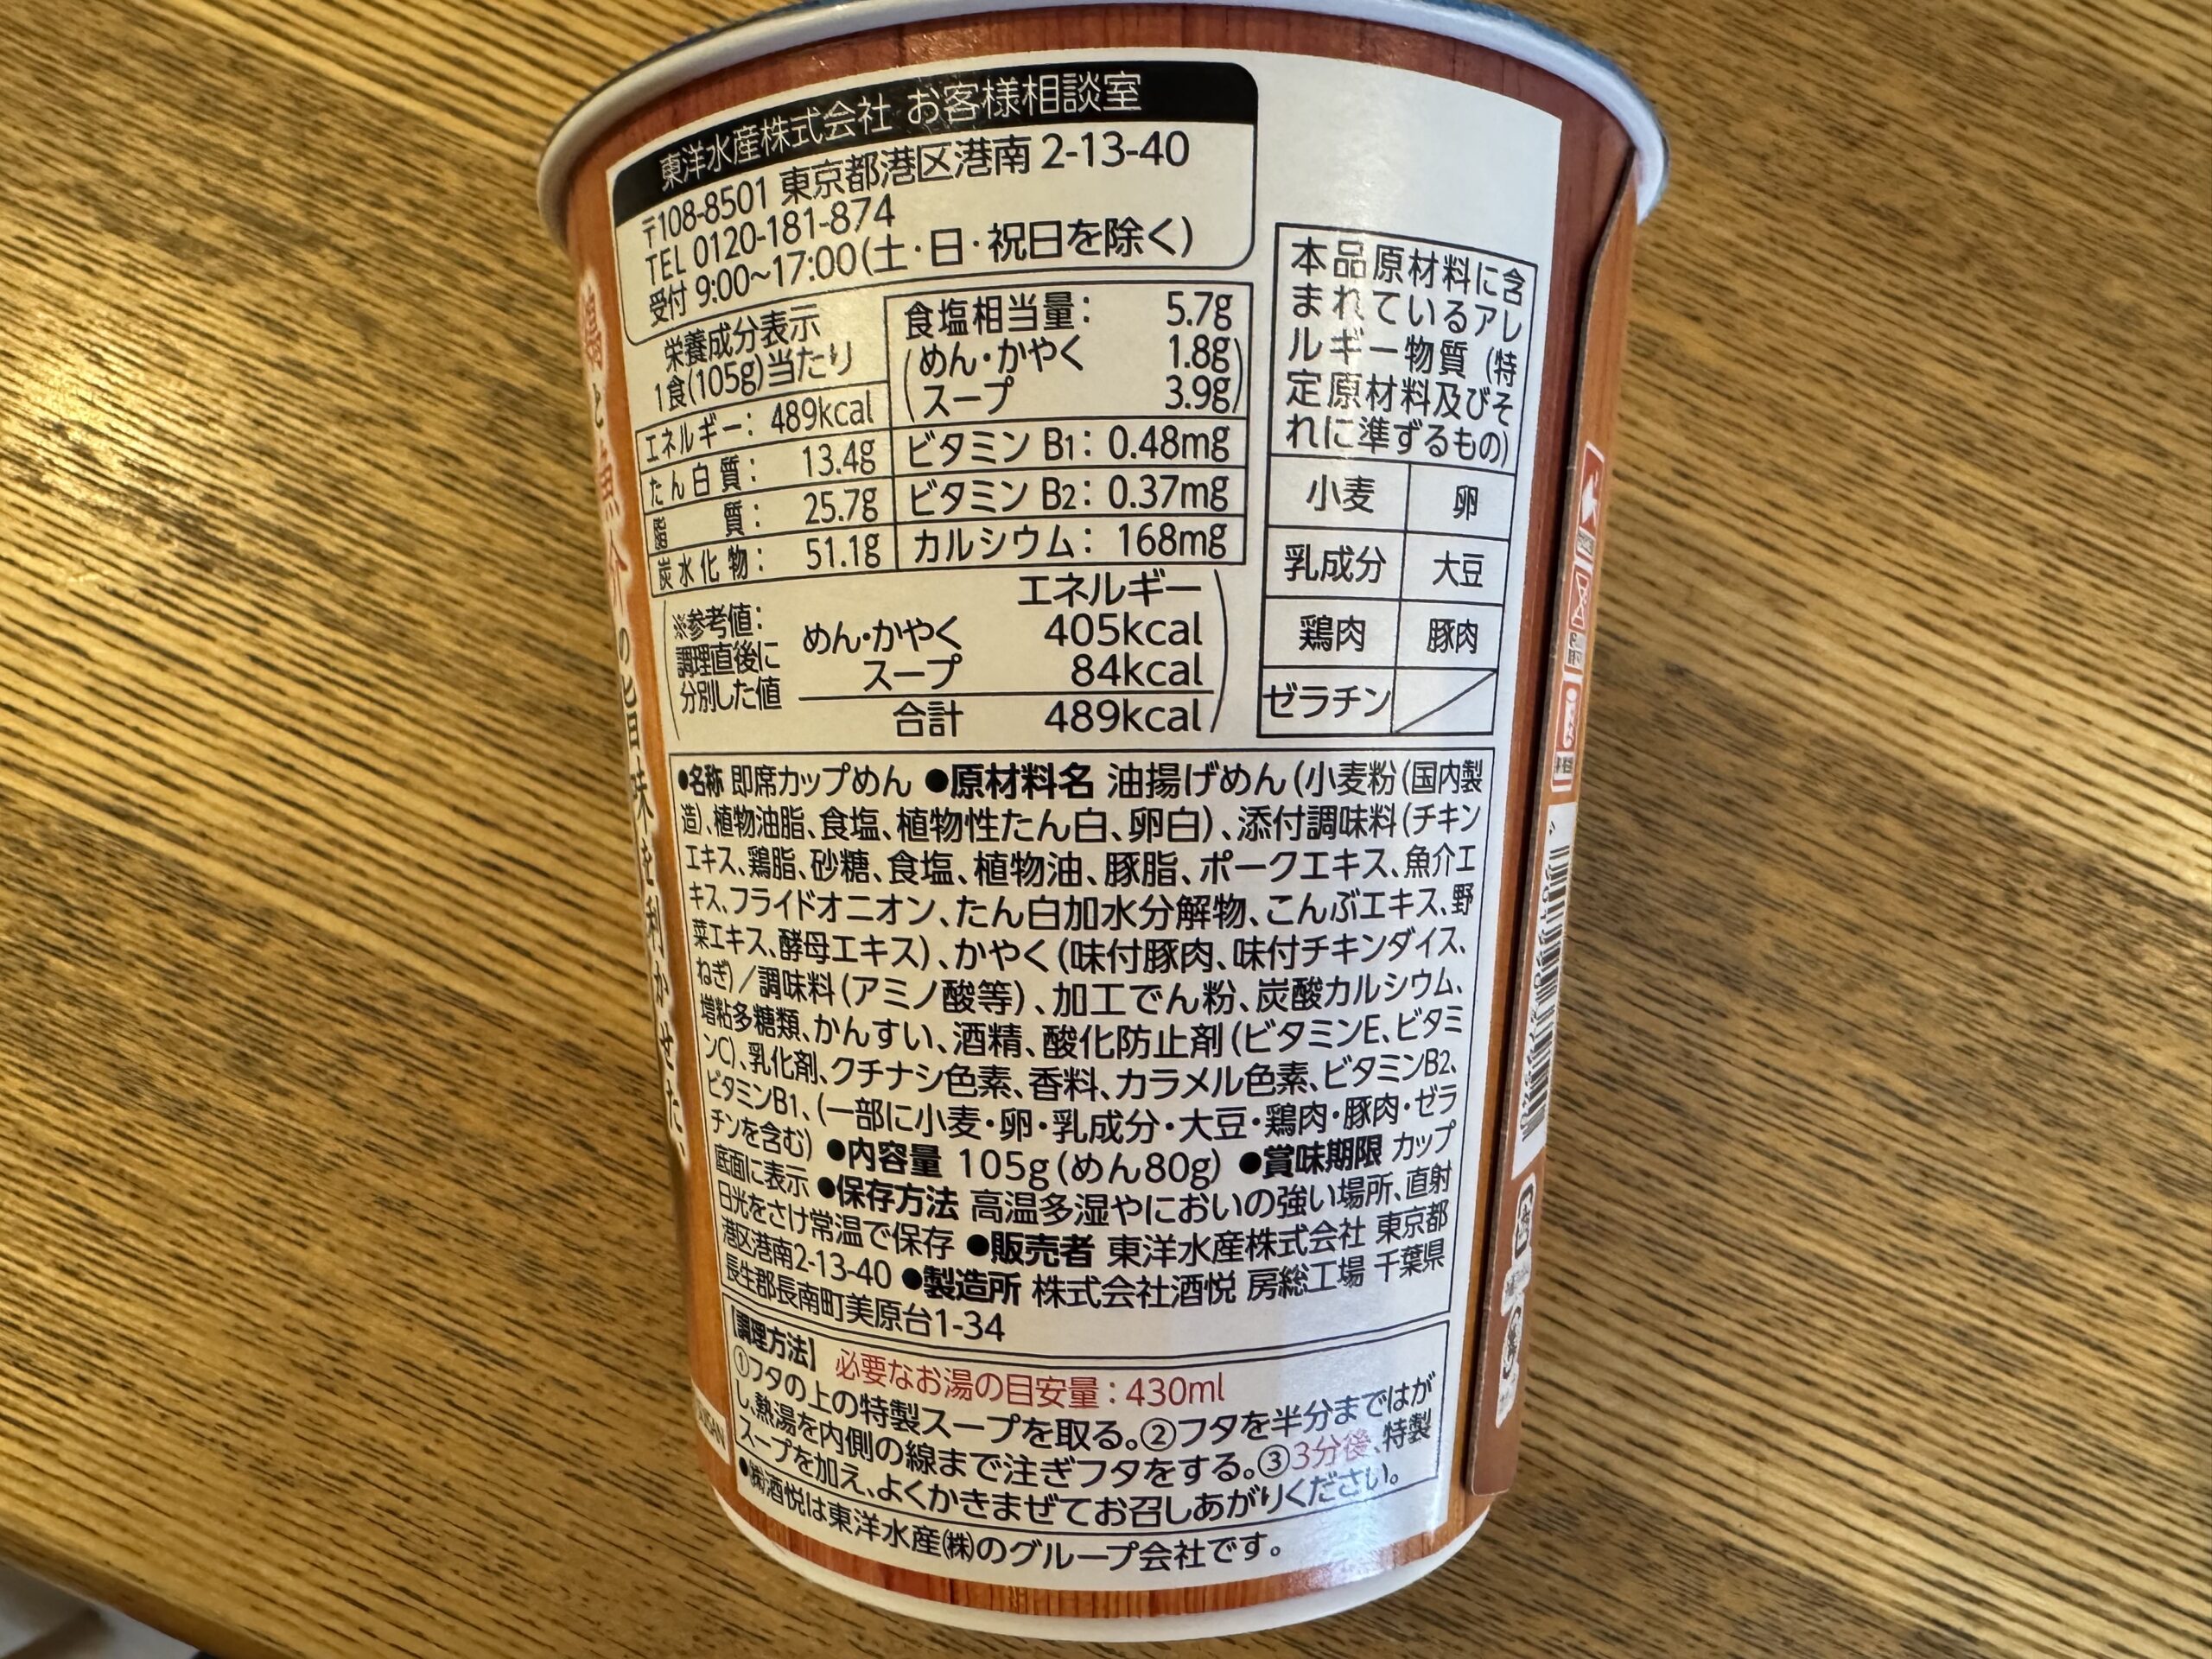 東洋水産株式会社 お客様相談室
〒108-8501 東京都港区港南 2-13-40
TEL 0120-181-874
受付 9:00~17:00(土・日・祝日を除く)
栄養成分表示
1食(105g)当たり
エネルギー: 489kcal
たん白質: 13.4g
脂質: 25.7g
炭水化物: 51.1g
食塩相当量: 5.7g
(めん・かやく 1.8g)
(スープ 3.9g)
ビタミン B1: 0.48mg
ビタミン B2: 0.37mg
カルシウム: 168mg
※参考値:
調理直後に
分別した値
エネルギー
めん・かやく 405kcal
スープ 84kcal
合計 489kcal
本品原材料に含
まれているアレ
ルギー物質(特
定原材料及びそ
れに準ずるもの)
小麦 卵
乳成分 大豆
鶏肉 豚肉
ゼラチン
●名称 即席カップめん ●原材料名 油揚げめん(小麦粉(国内製
造)、植物油脂、食塩、植物性たん白、卵白)、添付調味料(チキン
エキス、鶏脂、砂糖、食塩、植物油、豚脂、ポークエキス、魚介エ
キス、フライドオニオン、たん白加水分解物、こんぶエキス、野
菜エキス、酵母エキス)、かやく(味付豚肉、味付チキンダイス、
ねぎ)/調味料(アミノ酸等)、加工でん粉、炭酸カルシウム、
増粘多糖類、かんすい、酒精、酸化防止剤(ビタミンE、ビタミ
ンC)、乳化剤、クチナシ色素、香料、カラメル色素、ビタミンB2、
ビタミンB1、(一部に小麦・卵・乳成分・大豆・鶏肉・豚肉・ゼラ
チンを含む) ●内容量 105g(めん80g) ●賞味期限 カップ
底面に表示 ●保存方法 高温多湿やにおいの強い場所、直射
日光をさけ常温で保存 ●販売者 東洋水産株式会社 東京都
港区港南2-13-40 ●製造所 株式会社酒悦 房総工場 千葉県
長生郡長南町美原台1-34
【調理方法】 必要なお湯の目安量:430ml
①フタの上の特製スープを取る。②フタを半分まではが
し、熱湯を内側の線まで注ぎフタをする。③3分後、特製
スープを加え、よくかきまぜてお召しあがりください。
●㈱酒悦は東洋水産㈱のグループ会社です。
鶏と魚介の旨味を利かせた、